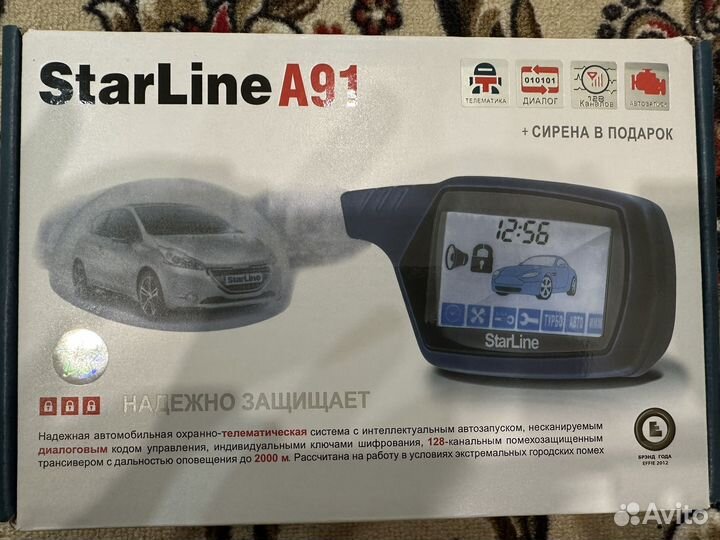 StarLine A91
ТЕЛЕМАТИКА
010101
ДИАЛОГ
128
Каналов
АВТОЗАПУСК
+ СИРЕНА В ПОДАРОК
12:56
StarLine
ТУРБО
АВТО
ИММ
StarLine
НАДЕЖНО ЗАЩИЩАЕТ
Надежная автомобильная охранно-телематическая система с интеллектуальным автозапуском, несканируемым
диалоговым кодом управления, индивидуальными ключами шифрования, 128-канальным помехозащищенным
трансивером с дальностью оповещения до 2000 м. Рассчитана на работу в условиях экстремальных городских помех
БРЭНД ГОДА
EFFIE 2012
Avito